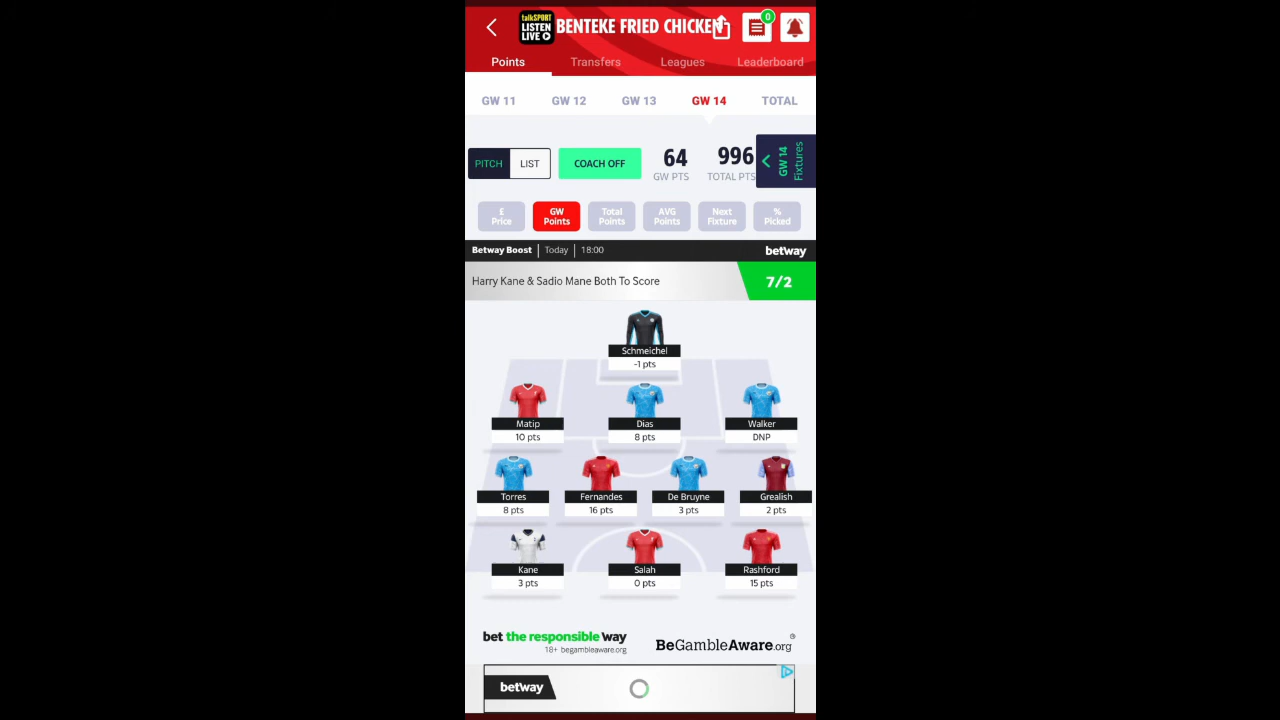 talkSPORT
LISTEN
LIVE
BENTEKE FRIED CHICKEN
0
Points Transfers Leagues Leaderboard
GW 11 GW 12 GW 13 GW 14 TOTAL
PITCH LIST COACH OFF 64 996
GW PTS TOTAL PTS
GW 14
Fixtures
£
Price
GW
Points
Total
Points
AVG
Points
Next
Fixture
%
Picked
Betway Boost Today 18:00 betway
Harry Kane & Sadio Mane Both To Score 7/2
Schmeichel
-1 pts
Matip Dias Walker
10 pts 8 pts DNP
Torres Fernandes De Bruyne Grealish
8 pts 16 pts 3 pts 2 pts
Kane Salah Rashford
3 pts 0 pts 15 pts
bet the responsible way
18+ begambleaware.org
BeGambleAware.org
betway